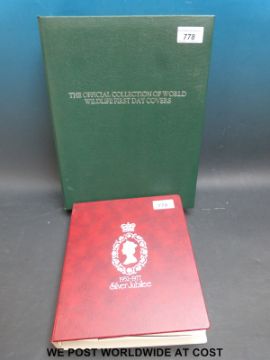 778
THE OFFICIAL COLLECTION OF WORLD
WILDLIFE FIRST DAY COVERS
778
1952-1977
Silver Jubilee
WE POST WORLDWIDE AT COST